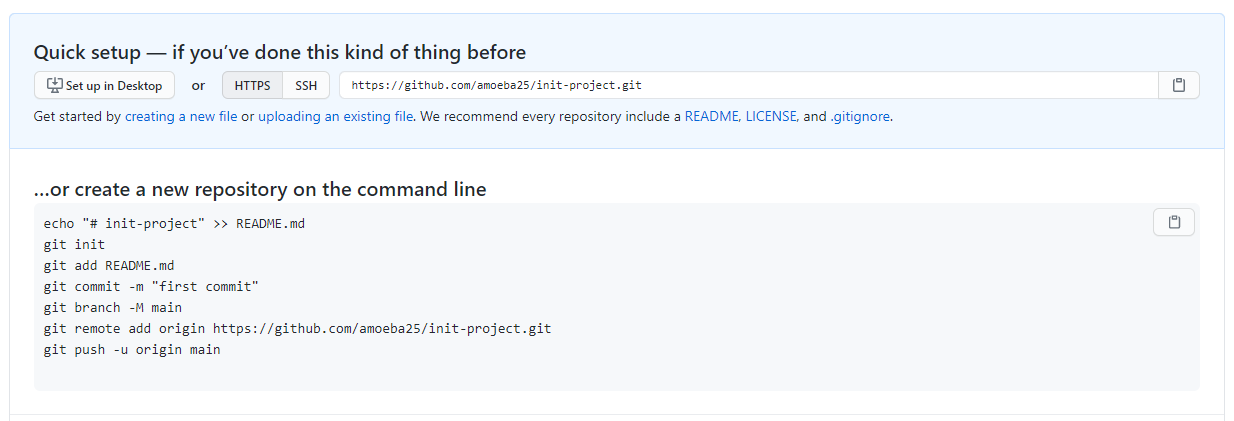 Quick setup — if you’ve done this kind of thing before
Set up in Desktop or HTTPS SSH https://github.com/amoeba25/init-project.git
Get started by creating a new file or uploading an existing file. We recommend every repository include a README, LICENSE, and .gitignore.
…or create a new repository on the command line
echo "# init-project" >> README.md
git init
git add README.md
git commit -m "first commit"
git branch -M main
git remote add origin https://github.com/amoeba25/init-project.git
git push -u origin main